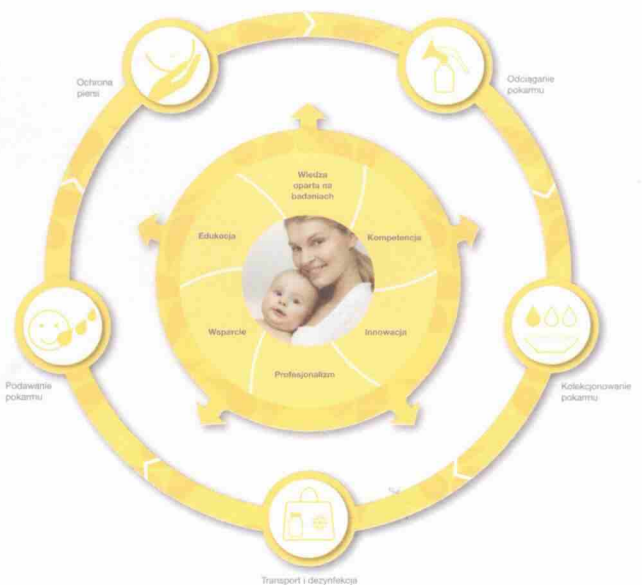 Ochrona
piersi
Odciąganie
pokarmu
Wiedza
oparta na
badaniach
Edukacja
Kompetencja
Wsparcie
Innowacja
Profesjonalizm
Podawanie
pokarmu
Kolekcjonowanie
pokarmu
Transport i dezynfekcja